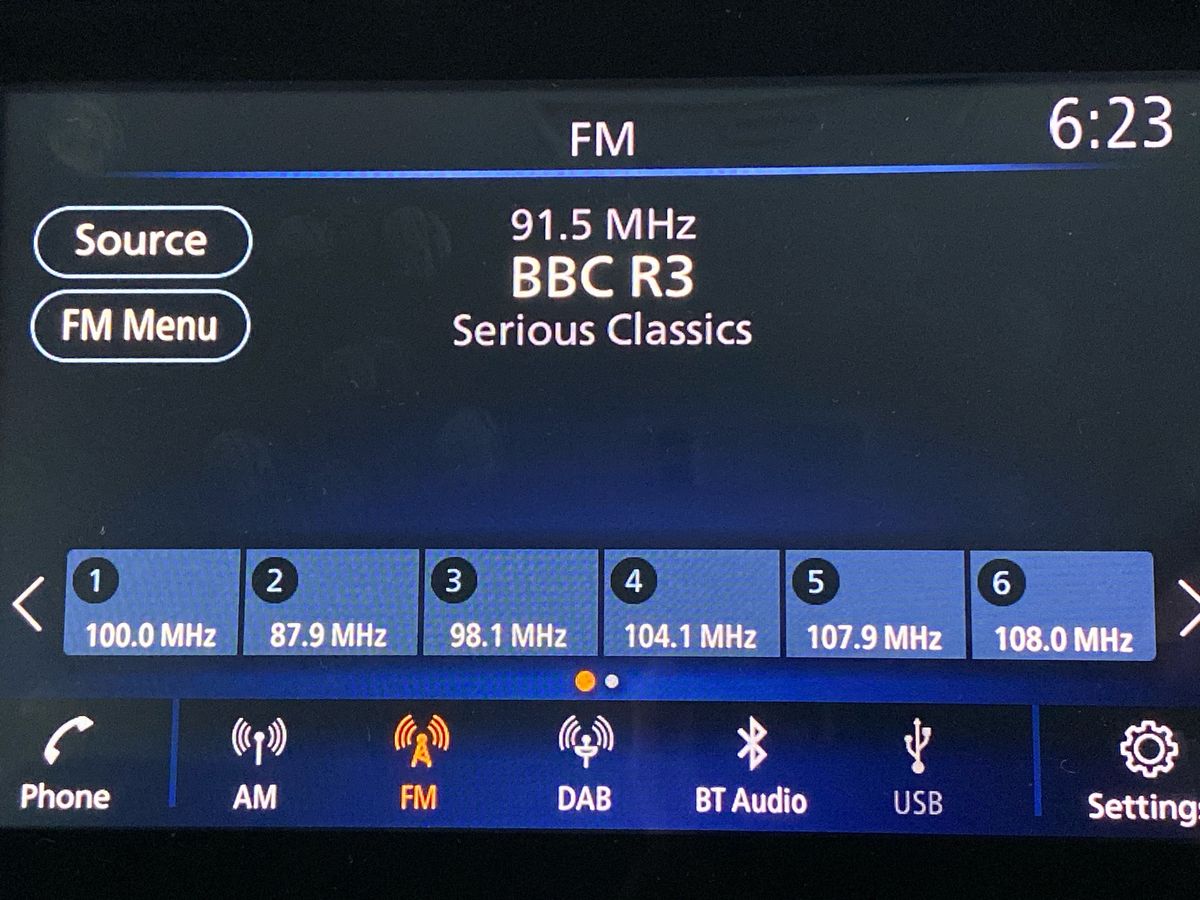 FM
6:23
Source
91.5 MHz
BBC R3
FM Menu
Serious Classics
1
2
3
4
5
6
100.0 MHz
87.9 MHz
98.1 MHz
104.1 MHz
107.9 MHz
108.0 MHz
Phone
AM
FM
DAB
BT Audio
USB
Settings